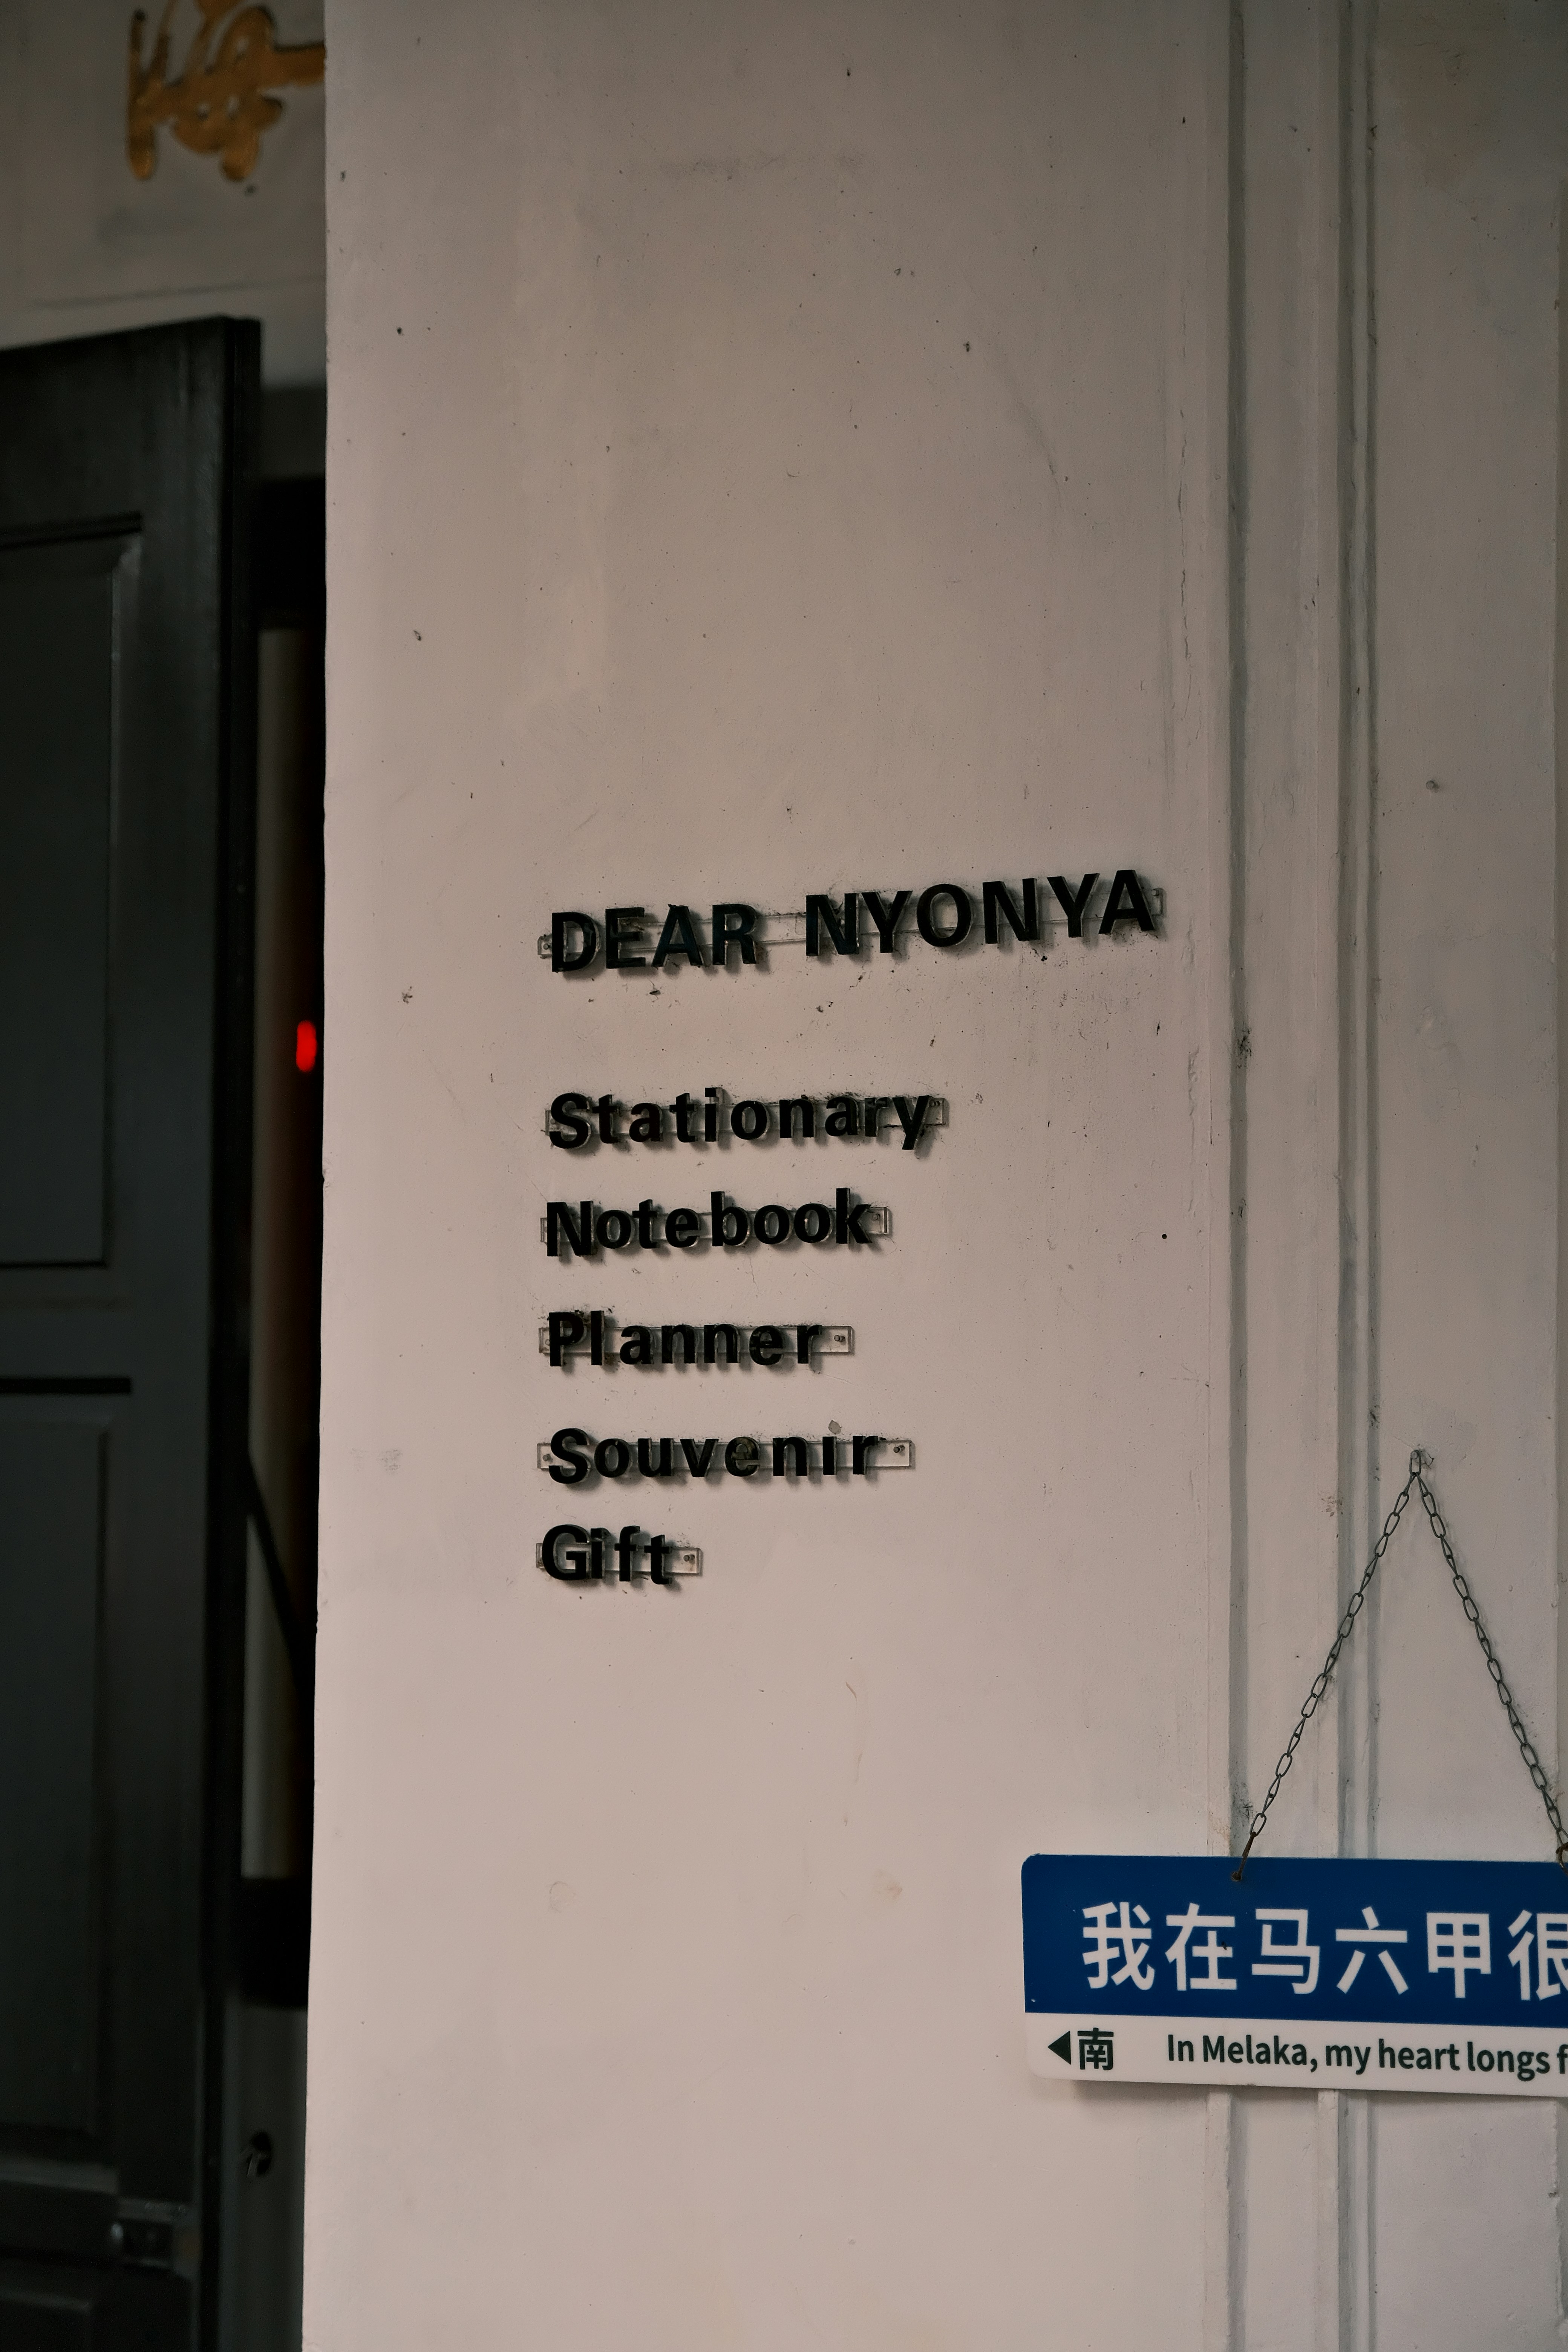 DEAR NYONYA
Stationary
Notebook
Planner
Souvenir
Gift
我在马六甲很
◀南 In Melaka, my heart longs f